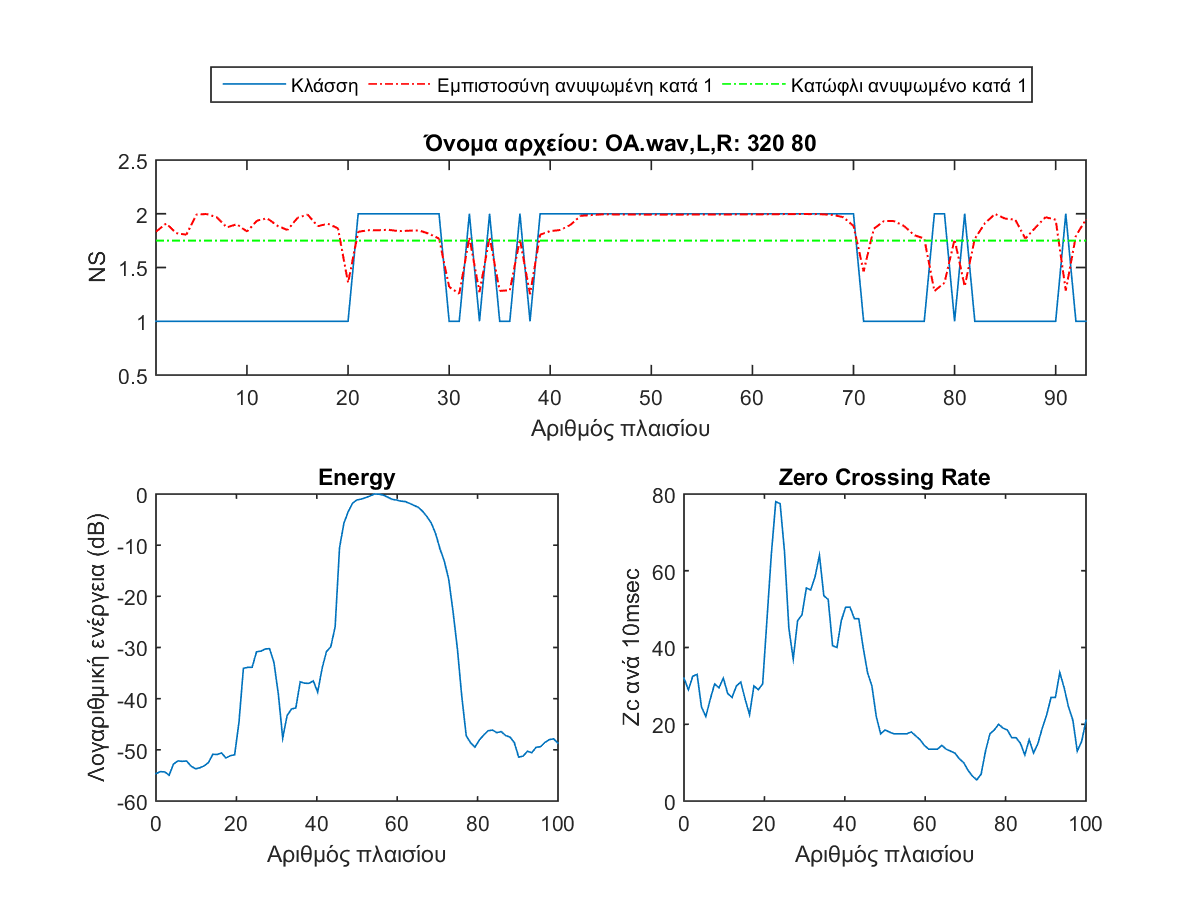 Κλάσση Εμπιστοσύνη ανυψωμένη κατά 1 Κατώφλι ανυψωμένο κατά 1
Όνομα αρχείου: OA.wav,L,R: 320 80
2.5
2
1.5
1
0.5
NS
10 20 30 40 50 60 70 80 90
Αριθμός πλαισίου
Energy
0
-10
-20
-30
-40
-50
-60
Λογαριθμική ενέργεια (dB)
0 20 40 60 80 100
Αριθμός πλαισίου
Zero Crossing Rate
80
60
40
20
0
Zc ανά 10msec
0 20 40 60 80 100
Αριθμός πλαισίου